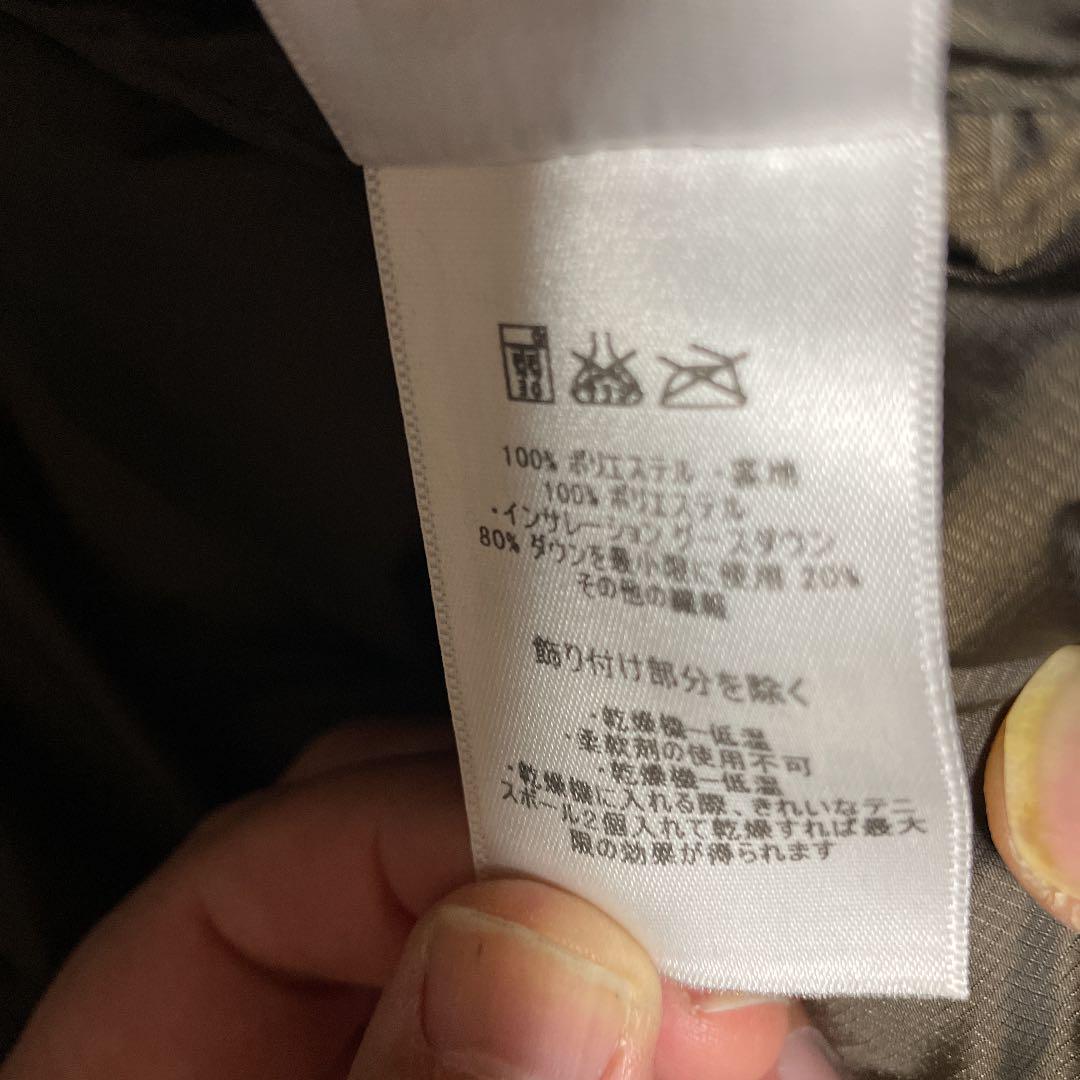 100% ポリエステル ・裏地
100% ポリエステル
・インサレーション グースダウン
80% ダウンを最小限に使用 20%
その他の繊維
飾り付け部分を除く
・乾燥機ー低温
・柔軟剤の使用不可
・乾燥機ー低温
・乾燥機に入れる際、きれいなテニ
スボール2個入れて乾燥すれば最大
限の効果が得られます